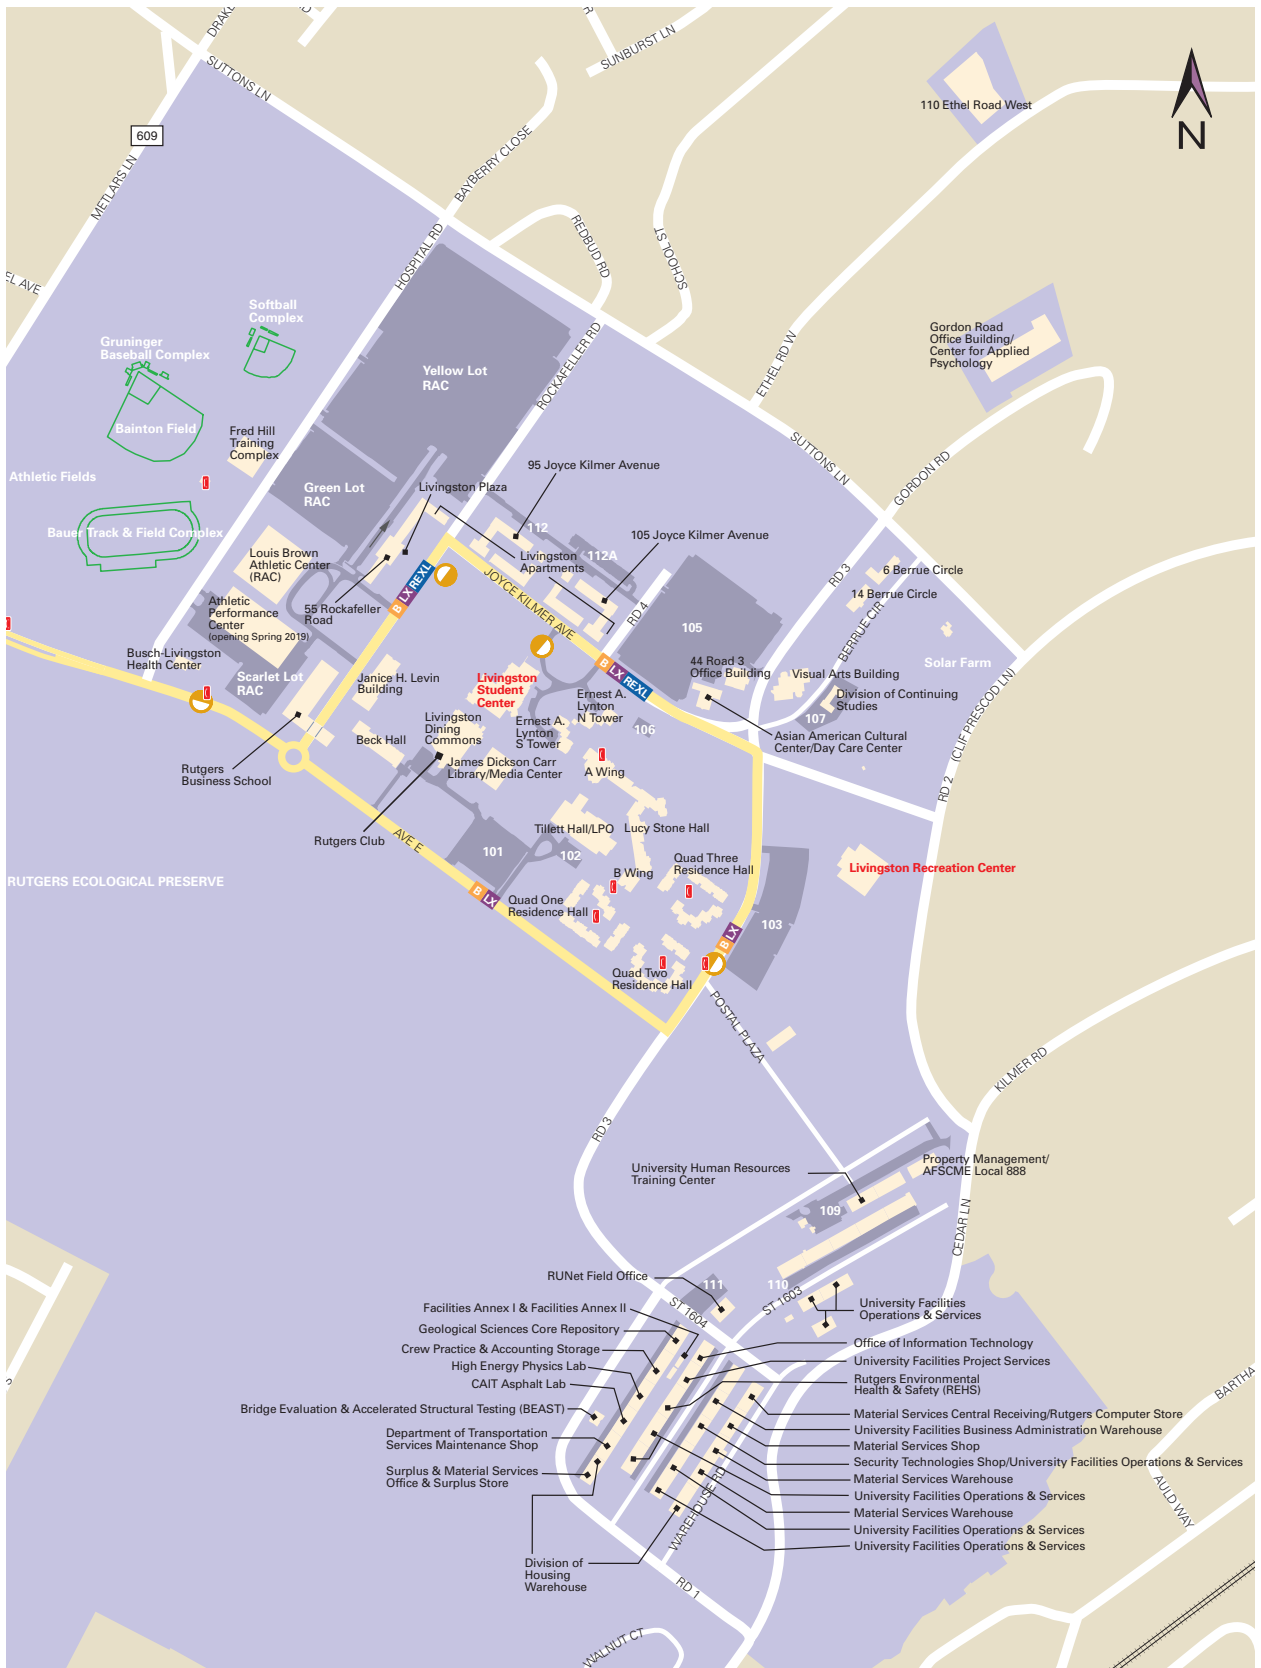 DRAKE
SUTTONS LN
SUNBURST LN
609
METLARS LN
BAYBERRY CLOSE
110 Ethel Road West
N
HOSPITAL RD
REDBUD RD
SCHOOL ST
EL AVE
Softball
Complex
Gruninger
Baseball Complex
Bainton Field
Yellow Lot
RAC
ROCKAFELLER RD
ETHEL RD W
Gordon Road
Office Building/
Center for Applied
Psychology
Fred Hill
Training
Complex
Athletic Fields
Green Lot
RAC
Bauer Track & Field Complex
SUTTONS LN
GORDON RD
95 Joyce Kilmer Avenue
Livingston Plaza
112
112A
105 Joyce Kilmer Avenue
Livingston
Apartments
Louis Brown
Athletic Center
(RAC)
55 Rockafeller
Road
Athletic
Performance
Center
(opening Spring 2019)
B LX REXL
JOYCE KILMER AVE
RD 4
105
RD 3
6 Berrue Circle
14 Berrue Circle
BERRUE CIR
Solar Farm
Busch-Livingston
Health Center
Scarlet Lot
RAC
Janice H. Levin
Building
Livingston
Student
Center
B LX REXL
44 Road 3
Office Building
Visual Arts Building
Division of Continuing
Studies
107
Asian American Cultural
Center/Day Care Center
Ernest A.
Lynton
N Tower
Ernest A.
Lynton
S Tower
106
Livingston
Dining
Commons
Beck Hall
James Dickson Carr
Library/Media Center
A Wing
Rutgers
Business School
Rutgers Club
AVE E
101
102
Tillett Hall/LPO
Lucy Stone Hall
B Wing
Quad Three
Residence Hall
Livingston Recreation Center
RD 2
(CLIF PRESCOD LN)
RUTGERS ECOLOGICAL PRESERVE
B LX
Quad One
Residence Hall
103
B LX
Quad Two
Residence Hall
POSTAL PLAZA
KILMER RD
RD 3
University Human Resources
Training Center
Property Management/
AFSCME Local 888
109
CEDAR LN
RUNet Field Office
111
110
ST 1603
ST 1604
University Facilities
Operations & Services
Facilities Annex I & Facilities Annex II
Geological Sciences Core Repository
Crew Practice & Accounting Storage
High Energy Physics Lab
CAIT Asphalt Lab
Bridge Evaluation & Accelerated Structural Testing (BEAST)
Department of Transportation
Services Maintenance Shop
Surplus & Material Services
Office & Surplus Store
Division of
Housing
Warehouse
Office of Information Technology
University Facilities Project Services
Rutgers Environmental
Health & Safety (REHS)
Material Services Central Receiving/Rutgers Computer Store
University Facilities Business Administration Warehouse
Material Services Shop
Security Technologies Shop/University Facilities Operations & Services
Material Services Warehouse
University Facilities Operations & Services
Material Services Warehouse
University Facilities Operations & Services
University Facilities Operations & Services
WAREHOUSE RD
RD 1
WALNUT CT
BARTHA
AULD WAY